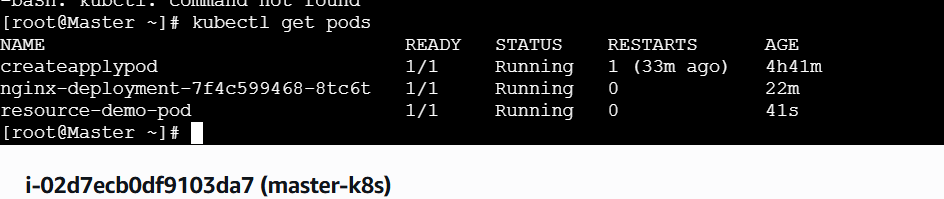 -bash: kubctl: command not found
[root@Master ~]# kubectl get pods
NAME READY STATUS RESTARTS AGE
createapplypod 1/1 Running 1 (33m ago) 4h41m
nginx-deployment-7f4c599468-8tc6t 1/1 Running 0 22m
resource-demo-pod 1/1 Running 0 41s
[root@Master ~]#
i-02d7ecb0df9103da7 (master-k8s)